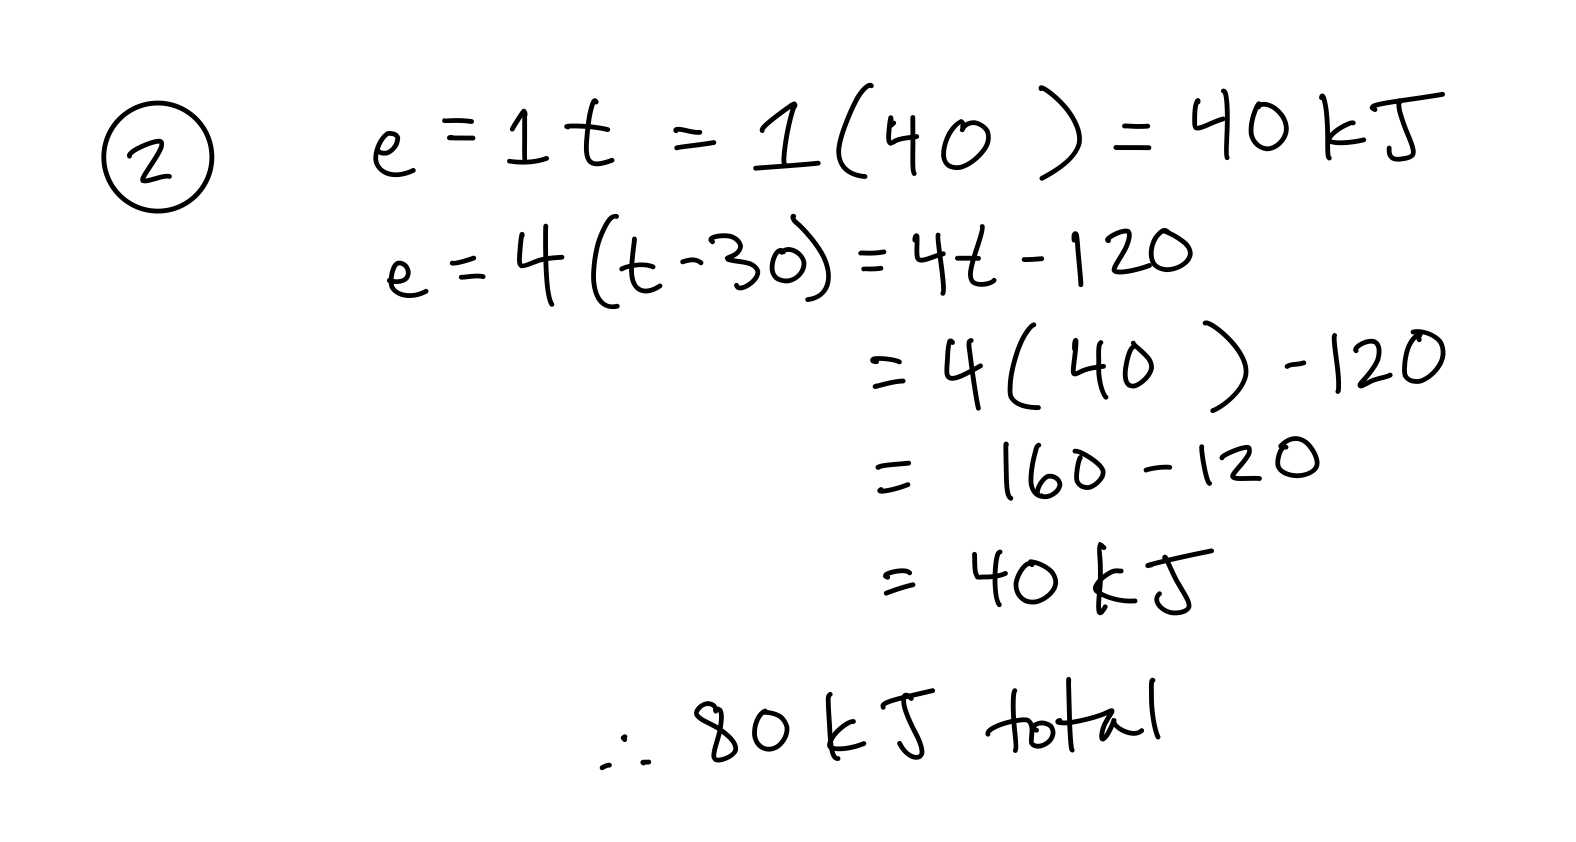 ② e = 1t = 1(40) = 40 kJ
e = 4(t-30) = 4t - 120
= 4(40) - 120
= 160 - 120
= 40 kJ
∴ 80 kJ total